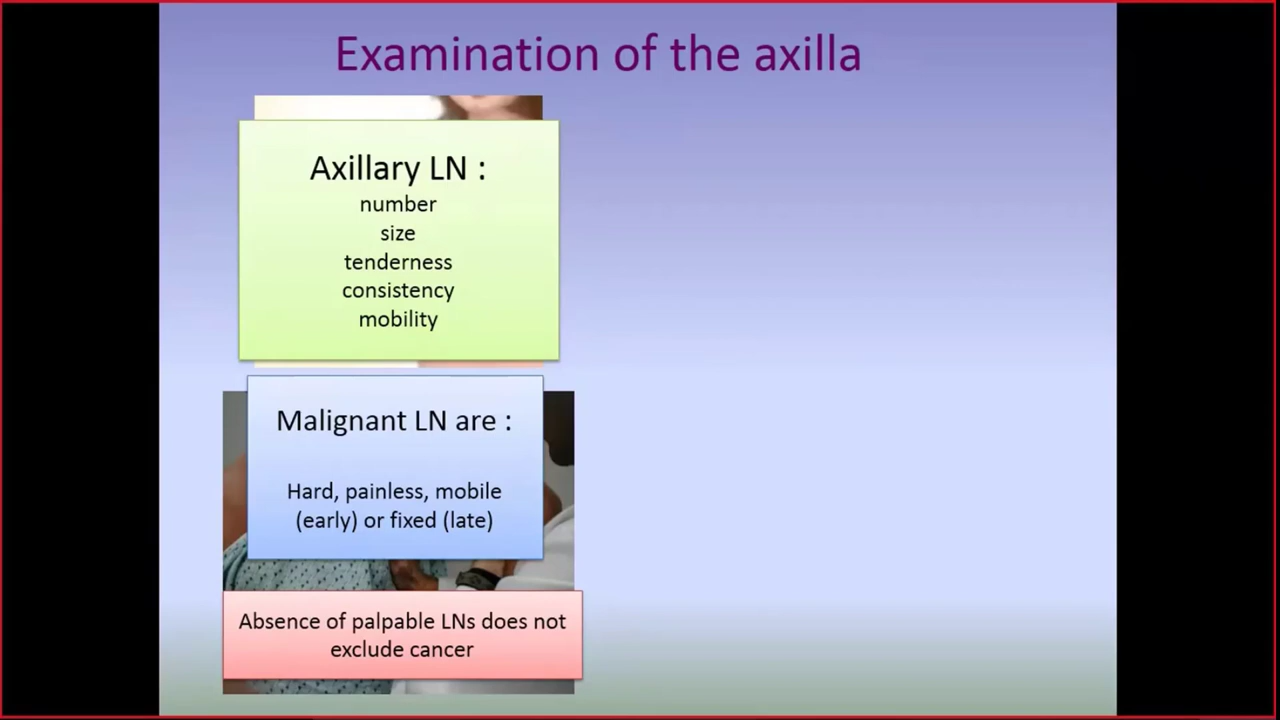 Examination of the axilla
Axillary LN :
number
size
tenderness
consistency
mobility
Malignant LN are :
Hard, painless, mobile
(early) or fixed (late)
Absence of palpable LNs does not
exclude cancer